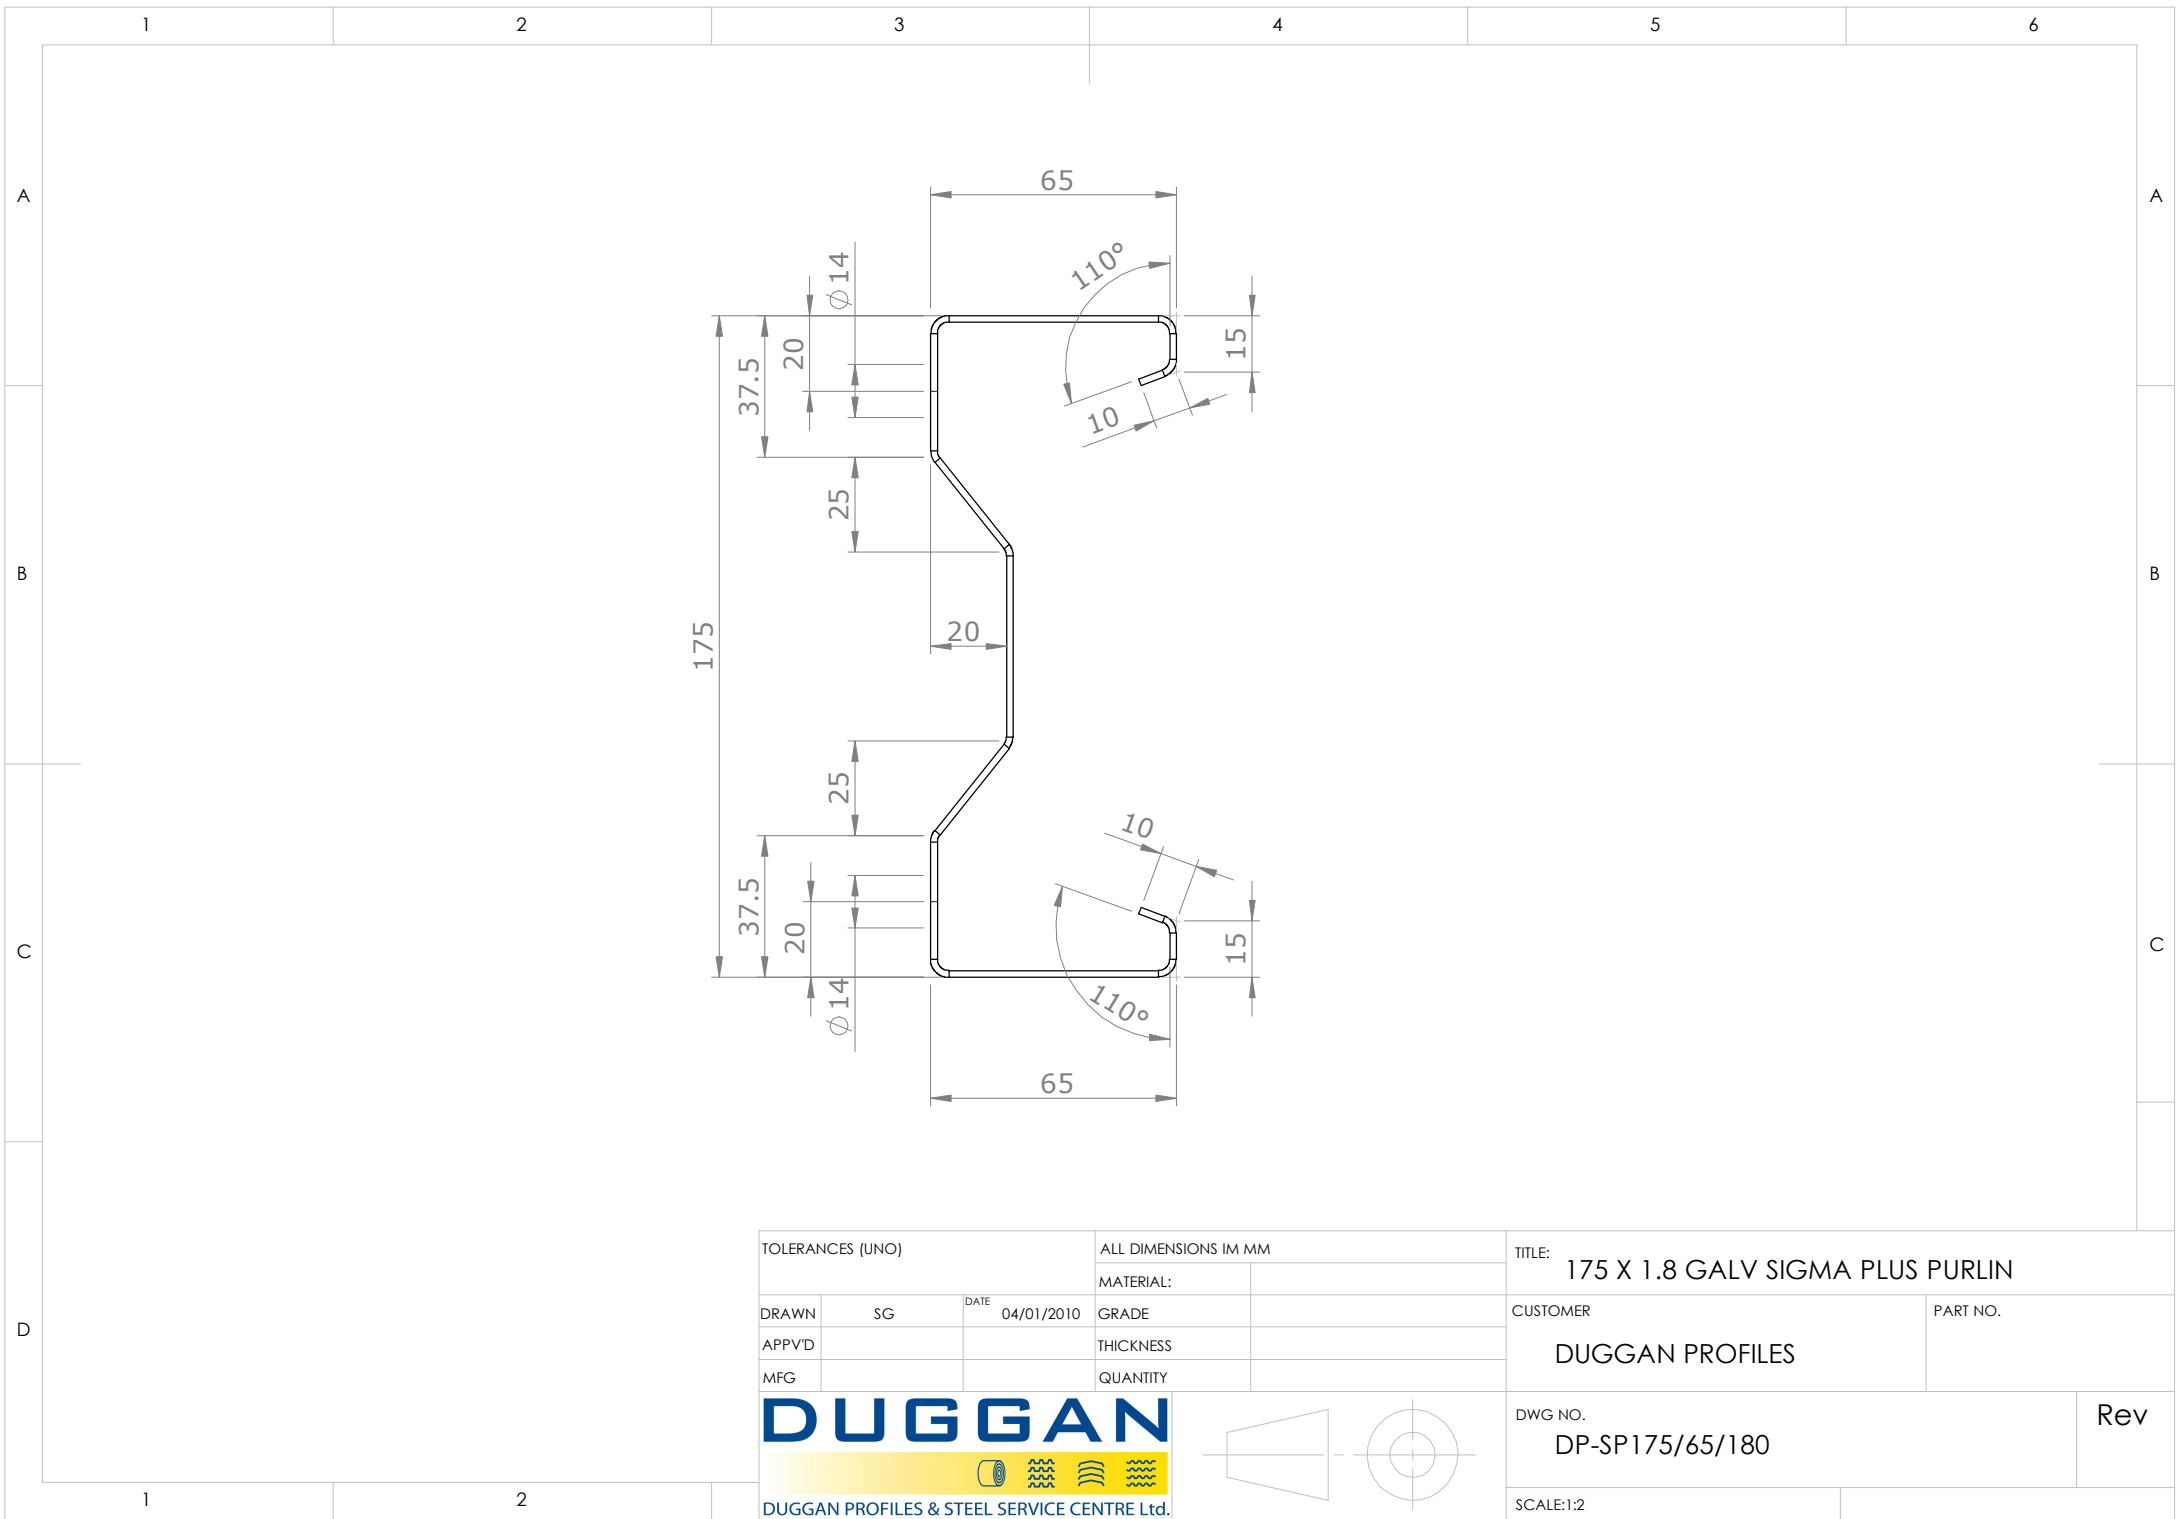 1 2 3 4 5 6
A A
B B
C C
D
65
110°
Ø14
20
37.5
15
10
25
175
20
25
10
37.5
20
15
Ø14
110°
65
TOLERANCES (UNO)
ALL DIMENSIONS IM MM
MATERIAL:
TITLE: 175 X 1.8 GALV SIGMA PLUS PURLIN
DRAWN SG DATE 04/01/2010 GRADE
CUSTOMER
DUGGAN PROFILES
PART NO.
APPV'D THICKNESS
MFG QUANTITY
DUGGAN
DUGGAN PROFILES & STEEL SERVICE CENTRE Ltd.
DWG NO.
DP-SP175/65/180
Rev
SCALE:1:2
1 2